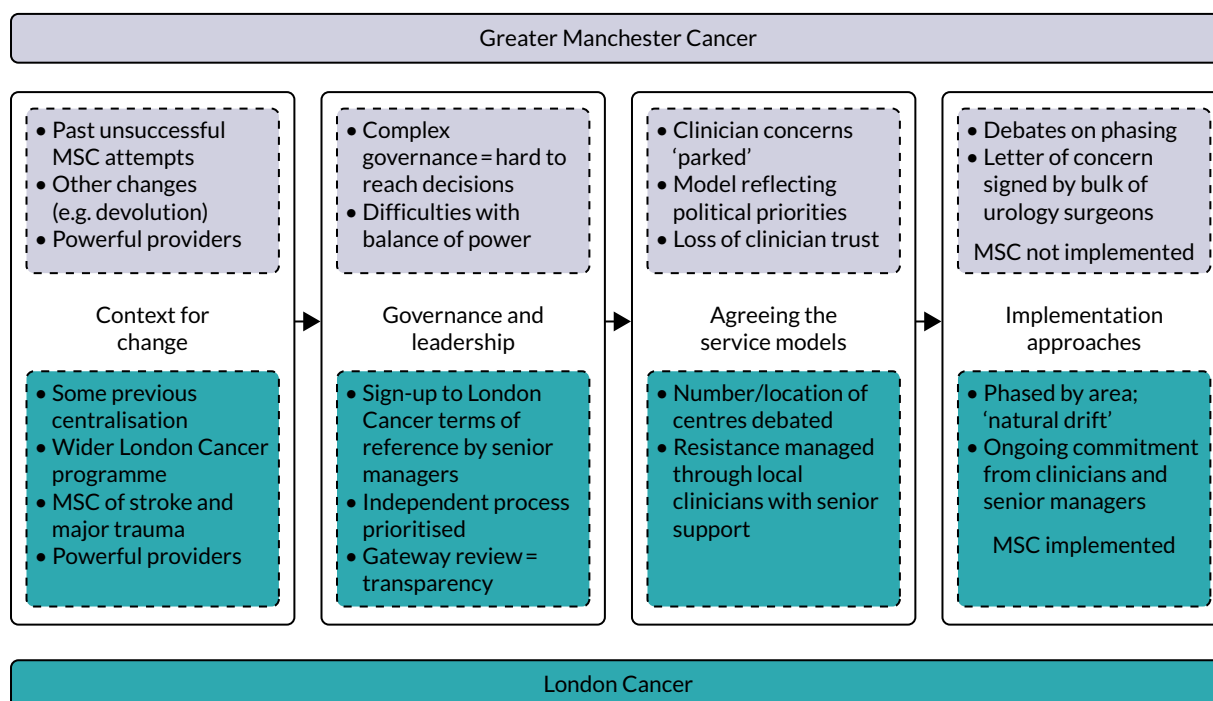 Greater Manchester Cancer
• Past unsuccessful
MSC attempts
• Other changes
(e.g. devolution)
• Powerful providers
Context for
change
• Some previous
centralisation
• Wider London Cancer
programme
• MSC of stroke and
major trauma
• Powerful providers
• Complex
governance = hard to
reach decisions
• Difficulties with
balance of power
Governance and
leadership
• Sign-up to London
Cancer terms of
reference by senior
managers
• Independent process
prioritised
• Gateway review =
transparency
• Clinician concerns
‘parked’
• Model reflecting
political priorities
• Loss of clinician trust
Agreeing the
service models
• Number/location of
centres debated
• Resistance managed
through local
clinicians with senior
support
• Debates on phasing
• Letter of concern
signed by bulk of
urology surgeons
MSC not implemented
Implementation
approaches
• Phased by area;
‘natural drift’
• Ongoing commitment
from clinicians and
senior managers
MSC implemented
London Cancer